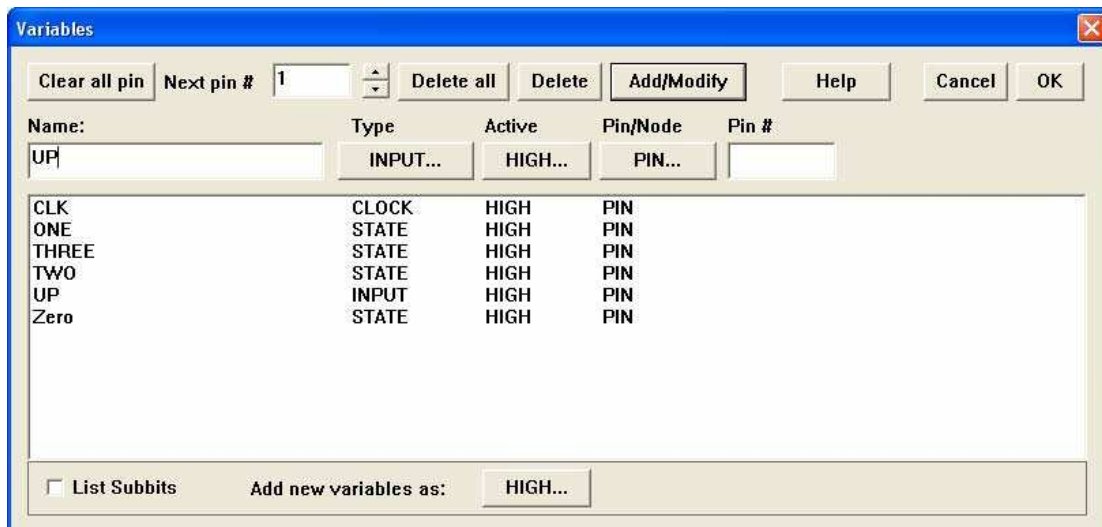 Variables
Clear all pin Next pin # 1 Delete all Delete Add/Modify Help Cancel OK
Name: Type Active Pin/Node Pin #
UP INPUT... HIGH... PIN...
CLK CLOCK HIGH PIN
ONE STATE HIGH PIN
THREE STATE HIGH PIN
TWO STATE HIGH PIN
UP INPUT HIGH PIN
Zero STATE HIGH PIN
List Subbits Add new variables as: HIGH...